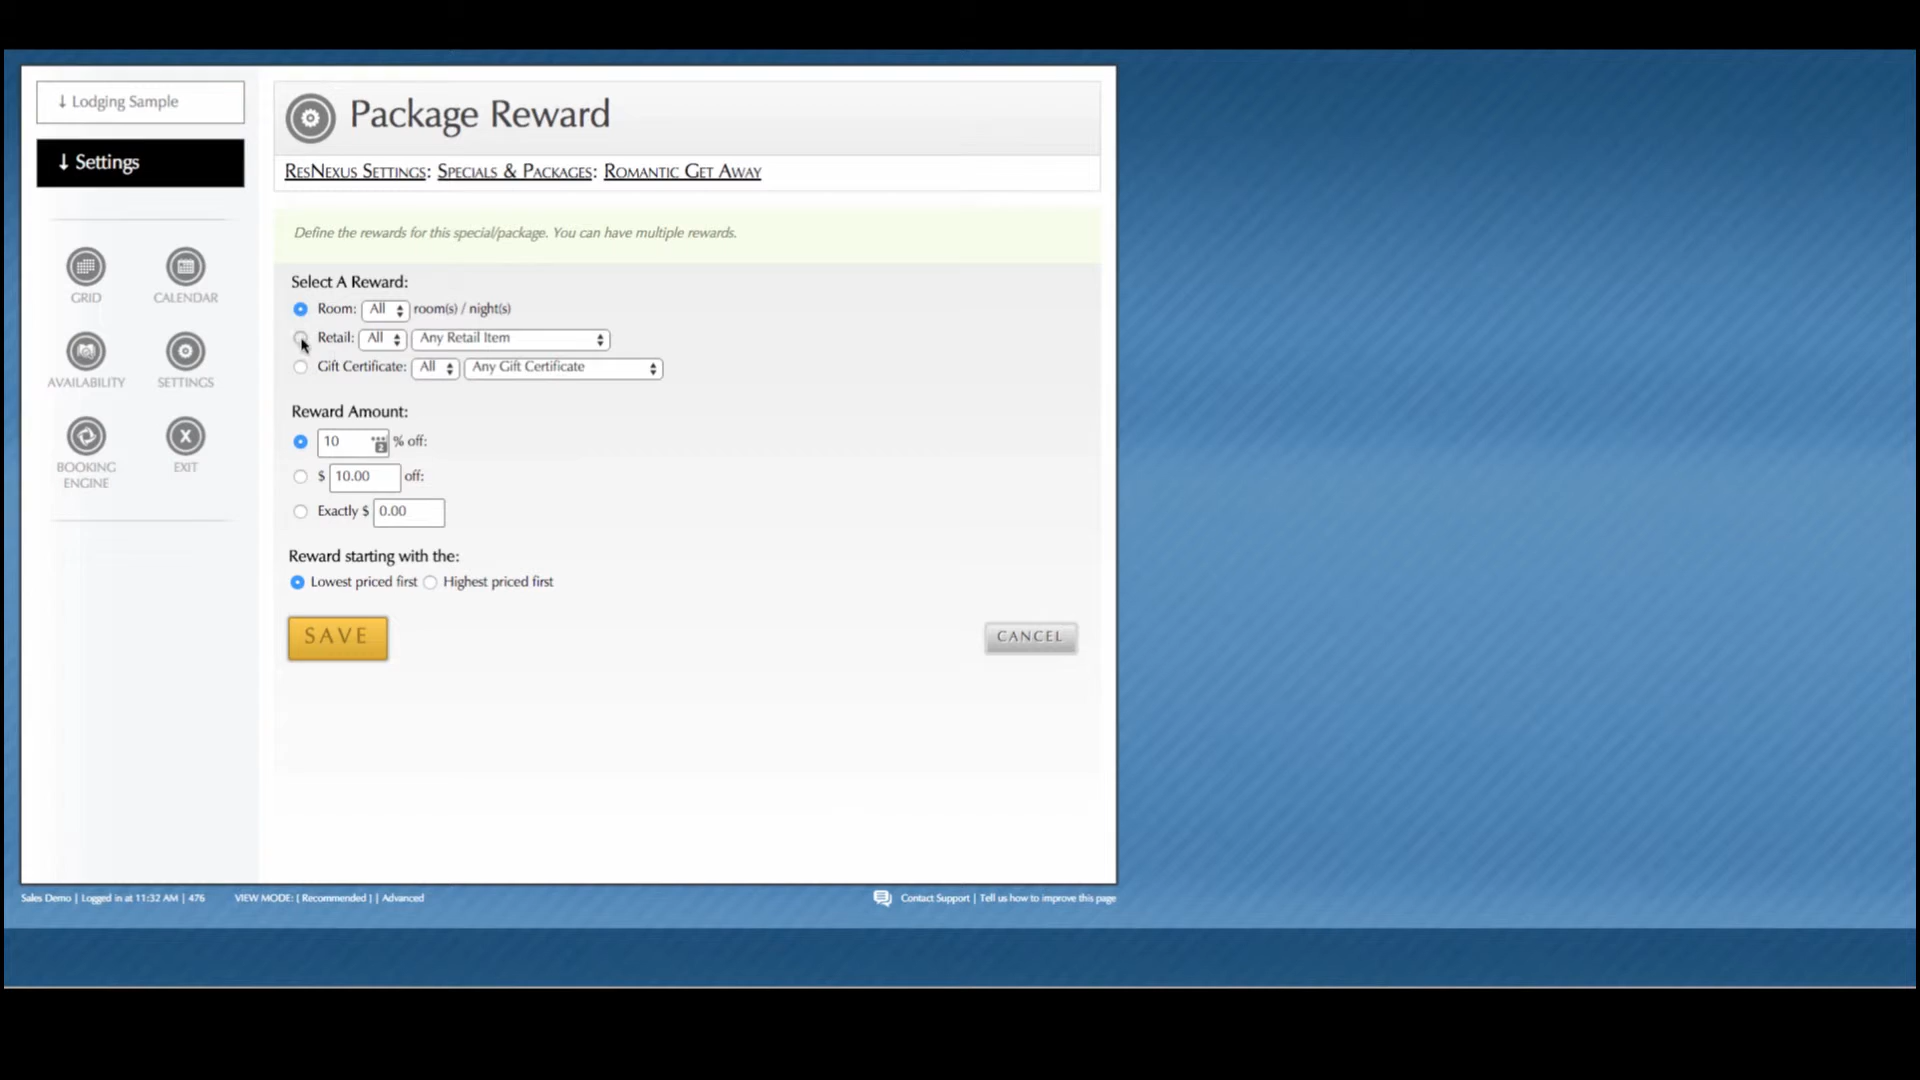 ↓ Lodging Sample
↓ Settings
GRID
CALENDAR
AVAILABILITY
SETTINGS
BOOKING
ENGINE
EXIT
Package Reward
ResNexus Settings: Specials & Packages: Romantic Get Away
Define the rewards for this special/package. You can have multiple rewards.
Select A Reward:
Room: All room(s) / night(s)
Retail: All Any Retail Item
Gift Certificate: All Any Gift Certificate
Reward Amount:
10 % off:
$ 10.00 off:
Exactly $ 0.00
Reward starting with the:
Lowest priced first Highest priced first
SAVE
CANCEL
Sales Demo | Logged in at 11:32 AM | 476 VIEW MODE: [ Recommended ] | Advanced
Contact Support | Tell us how to improve this page